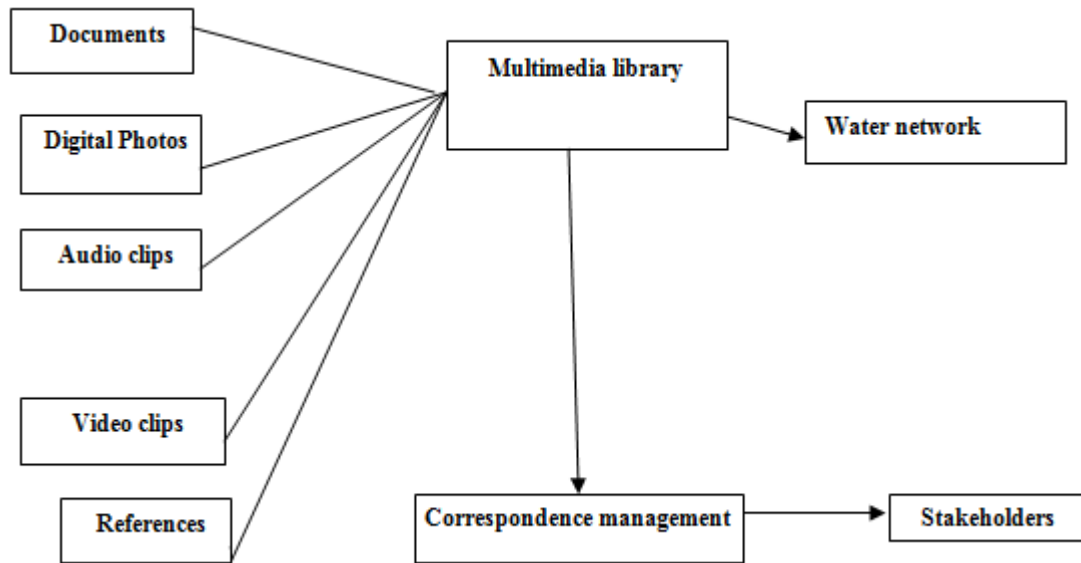 Documents
Multimedia library
Digital Photos
Water network
Audio clips
Video clips
References
Correspondence management
Stakeholders